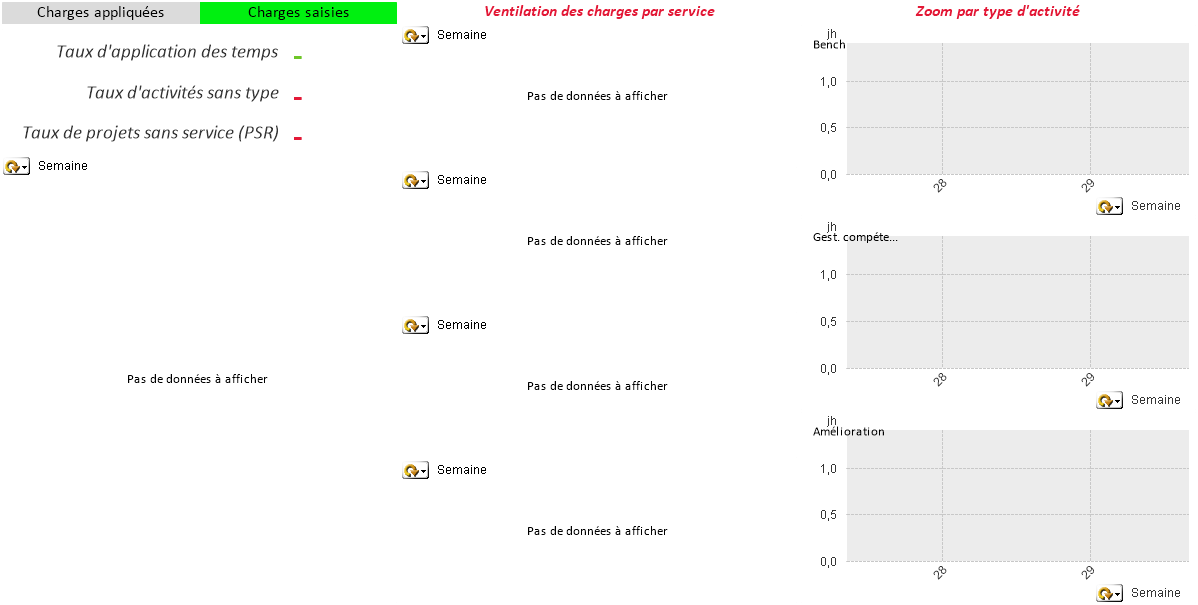 Charges appliquées
Charges saisies
Taux d'application des temps -
Taux d'activités sans type -
Taux de projets sans service (PSR) -
Semaine
Pas de données à afficher
Ventilation des charges par service
Semaine
Pas de données à afficher
Semaine
Pas de données à afficher
Semaine
Pas de données à afficher
Semaine
Pas de données à afficher
Zoom par type d'activité
jh
Bench
1,0
0,5
0,0
28 29
Semaine
jh
Gest. compéte...
1,0
0,5
0,0
28 29
Semaine
jh
Amélioration
1,0
0,5
0,0
28 29
Semaine